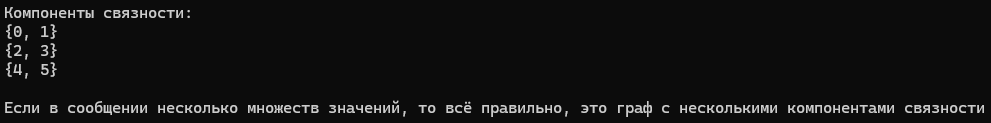 Компоненты связности:
{0, 1}
{2, 3}
{4, 5}
Если в сообщении несколько множеств значений, то всё правильно, это граф с несколькими компонентами связности